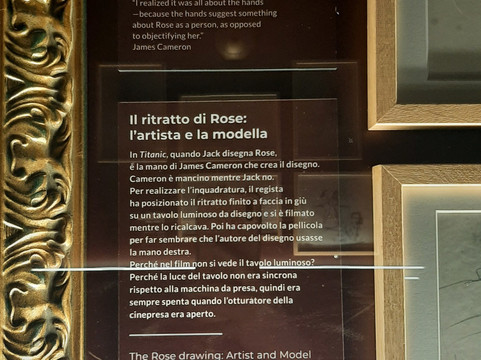 "I realized it was all about the hands
—because the hands suggest something
about Rose as a person, as opposed
to objectifying her."
James Cameron
Il ritratto di Rose:
l'artista e la modella
In Titanic, quando Jack disegna Rose,
é la mano di James Cameron che crea il disegno.
Cameron è mancino mentre Jack no.
Per realizzare l'inquadratura, il regista
ha posizionato il ritratto finito a faccia in giù
su un tavolo luminoso da disegno e si è filmato
mentre lo ricalcava. Poi ha capovolto la pellicola
per far sembrare che l'autore del disegno usasse
la mano destra.
Perché nel film non si vede il tavolo luminoso?
Perché la luce del tavolo non era sincrona
rispetto alla macchina da presa, quindi era
sempre spenta quando l'otturatore della
cinepresa era aperto.
The Rose drawing: Artist and Model